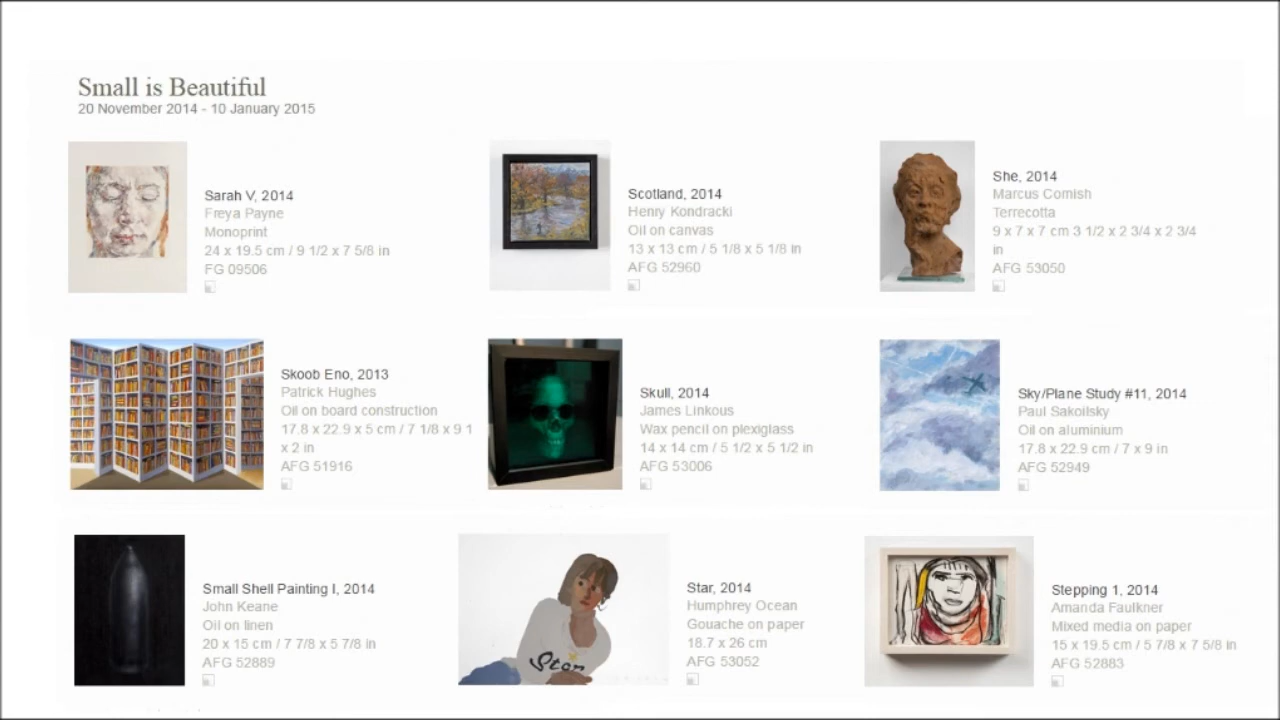 Small is Beautiful
20 November 2014 - 10 January 2015
Sarah V, 2014
Freya Payne
Monoprint
24 x 19.5 cm / 9 1/2 x 7 5/8 in
FG 09506
Scotland, 2014
Henry Kondracki
Oil on canvas
13 x 13 cm / 5 1/8 x 5 1/8 in
AFG 52960
She, 2014
Marcus Cornish
Terrecotta
9 x 7 x 7 cm 3 1/2 x 2 3/4 x 2 3/4
in
AFG 53050
Skoob Eno, 2013
Patrick Hughes
Oil on board construction
17.8 x 22.9 x 5 cm / 7 1/8 x 9 1
x 2 in
AFG 51916
Skull, 2014
James Linkous
Wax pencil on plexiglass
14 x 14 cm / 5 1/2 x 5 1/2 in
AFG 53006
Sky/Plane Study #11, 2014
Paul Sakoilsky
Oil on aluminium
17.8 x 22.9 cm / 7 x 9 in
AFG 52949
Small Shell Painting I, 2014
John Keane
Oil on linen
20 x 15 cm / 7 7/8 x 5 7/8 in
AFG 52889
Star
Star, 2014
Humphrey Ocean
Gouache on paper
18.7 x 26 cm
AFG 53052
Stepping 1, 2014
Amanda Faulkner
Mixed media on paper
15 x 19.5 cm / 5 7/8 x 7 5/8 in
AFG 52883